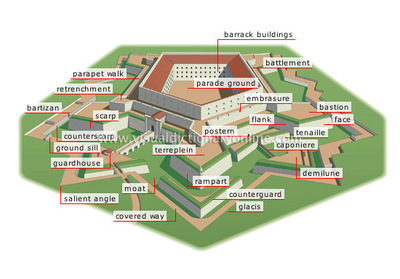 barrack buildings
battlement
parapet walk
parade ground
retrenchment
embrasure
bartizan
bastion
scarp
flank
face
counterscarp
postern
tenaille
www.visualdictionaryonline.com
ground sill
terreplein
caponiere
guardhouse
demilune
rampart
moat
counterguard
salient angle
glacis
covered way